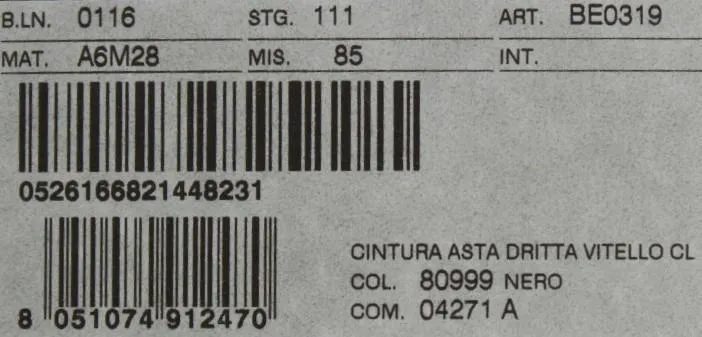 B.LN. 0116 STG. 111 ART. BE0319
MAT. A6M28 MIS. 85 INT.
0526166821448231
CINTURA ASTA DRITTA VITELLO CL
COL. 80999 NERO
COM. 04271 A
8 051074 912470